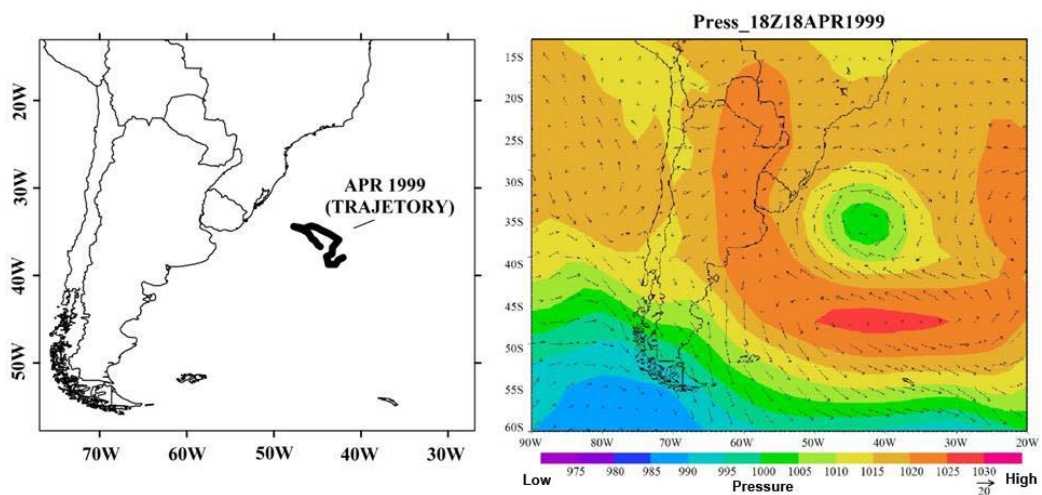 20W
30W
40W
50W
70W
60W
50W
40W
30W
APR 1999
(TRAJETORY)
Press_18Z18APR1999
15S
20S
25S
30S
35S
40S
45S
50S
55S
60S
90W
80W
70W
60W
50W
40W
30W
20W
975
980
985
990
995
1000
1005
1010
1015
1020
1025
1030
Low
Pressure
20
High